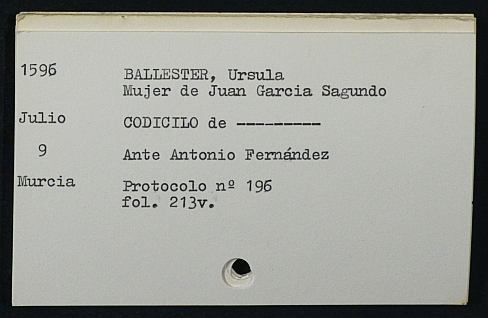 1596 BALLESTER, Ursula
Mujer de Juan Garcia Sagundo
Julio CODICILO de ---------
9 Ante Antonio Fernández
Murcia Protocolo nº 196
fol. 213v.